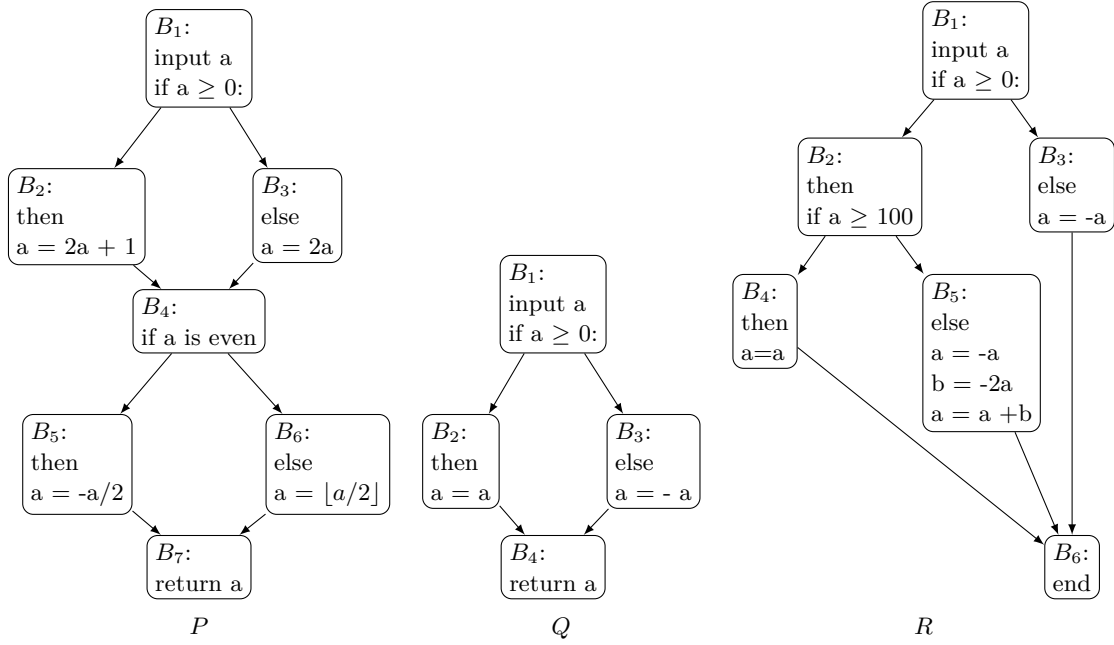 B₁:
input a
if a ≥ 0:
B₂:
then
a = 2a + 1
B₃:
else
a = 2a
B₄:
if a is even
B₅:
then
a = -a/2
B₆:
else
a = ⌊a/2⌋
B₇:
return a
P
B₁:
input a
if a ≥ 0:
B₂:
then
a = a
B₃:
else
a = - a
B₄:
return a
Q
B₁:
input a
if a ≥ 0:
B₂:
then
if a ≥ 100
B₃:
else
a = -a
B₄:
then
a=a
B₅:
else
a = -a
b = -2a
a = a +b
B₆:
end
R